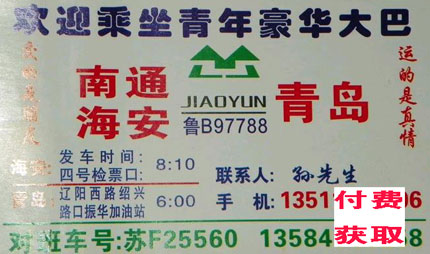 欢迎乘坐青年豪华大巴
南通
海安
JIAOYUN
鲁B97788
青岛
运的是真情
海安:
发车时间:
四号检票口:
8:10
青岛:
辽阳西路绍兴
路口振华加油站
6:00
联系人: 孙先生
手机: 1351
06
付费
获取
对班车号:苏F25560 13584
8